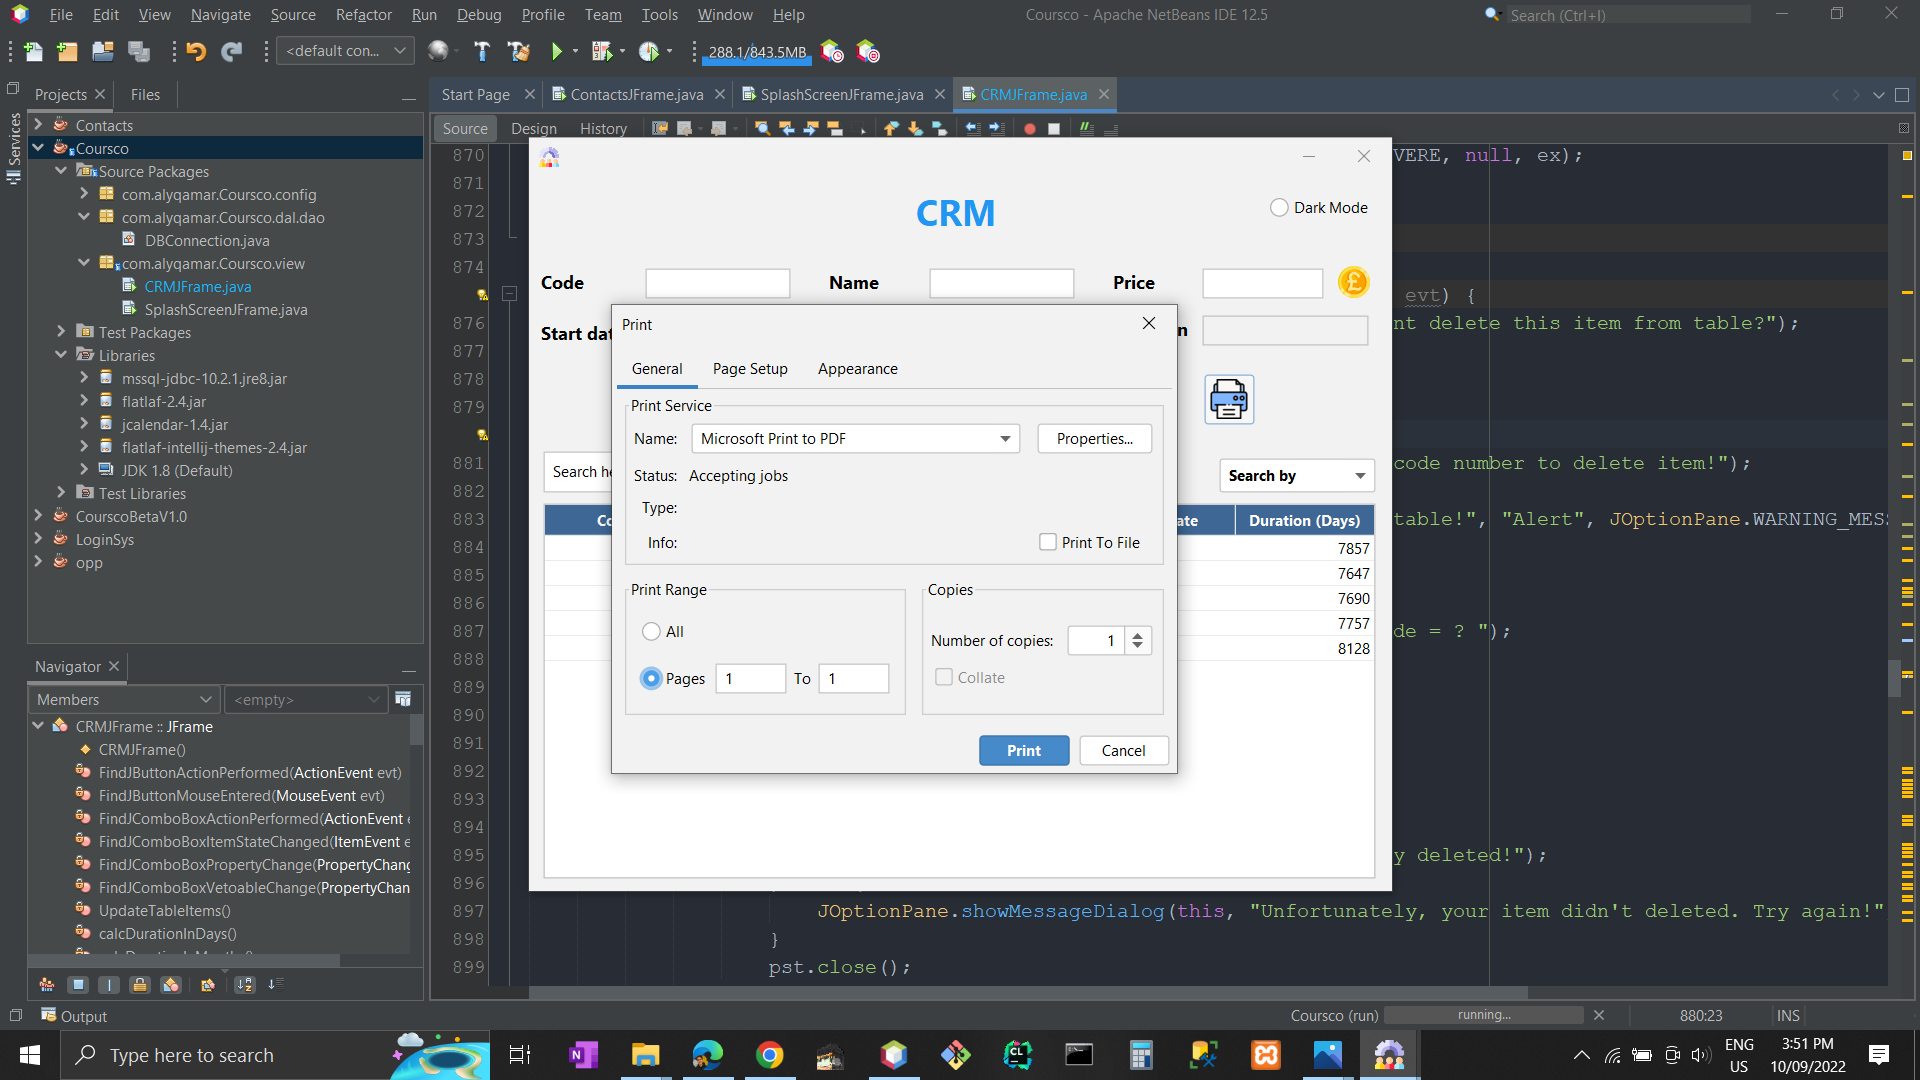 File Edit View Navigate Source Refactor Run Debug Profile Team Tools Window Help
Coursco - Apache NetBeans IDE 12.5
Search (Ctrl+I)
<default con...
288.1/843.5MB
Projects
Files
Start Page
ContactsJFrame.java
SplashScreenJFrame.java
CRMJFrame.java
Services
Source
Design
History
Contacts
Coursco
Source Packages
com.alyqamar.Coursco.config
com.alyqamar.Coursco.dal.dao
DBConnection.java
com.alyqamar.Coursco.view
CRMJFrame.java
SplashScreenJFrame.java
Test Packages
Libraries
mssql-jdbc-10.2.1.jre8.jar
flatlaf-2.4.jar
jcalendar-1.4.jar
flatlaf-intellij-themes-2.4.jar
JDK 1.8 (Default)
Test Libraries
CourscoBetaV1.0
LoginSys
opp
Navigator
Members
<empty>
CRMJFrame :: JFrame
CRMJFrame()
FindJButtonActionPerformed(ActionEvent evt)
FindJButtonMouseEntered(MouseEvent evt)
FindJComboBoxActionPerformed(ActionEvent
FindJComboBoxItemStateChanged(ItemEvent
FindJComboBoxPropertyChange(PropertyChang
FindJComboBoxVetoableChange(PropertyChan
UpdateTableItems()
calcDurationInDays()
870 VERE, null, ex);
871
872
873
874
evt) {
876 nt delete this item from table?");
877
878
879
881 code number to delete item!");
882
883 table!", "Alert", JOptionPane.WARNING_MES
884
885
886
887 de = ? ");
888
889
890
891
892
893
894
895 y deleted!");
896
897 JOptionPane.showMessageDialog(this, "Unfortunately, your item didn't deleted. Try again!"
898 }
899 pst.close();
CRM
Dark Mode
Code
Name
Price
£
Start dat
n
Search he
Search by
Co
ate
Duration (Days)
7857
7647
7690
7757
8128
Print
General
Page Setup
Appearance
Print Service
Name: Microsoft Print to PDF
Properties...
Status: Accepting jobs
Type:
Info:
Print To File
Print Range
All
Pages 1 To 1
Copies
Number of copies: 1
Collate
Print
Cancel
Output
Coursco (run)
running...
880:23
INS
Type here to search
CL
ENG
US
3:51 PM
10/09/2022